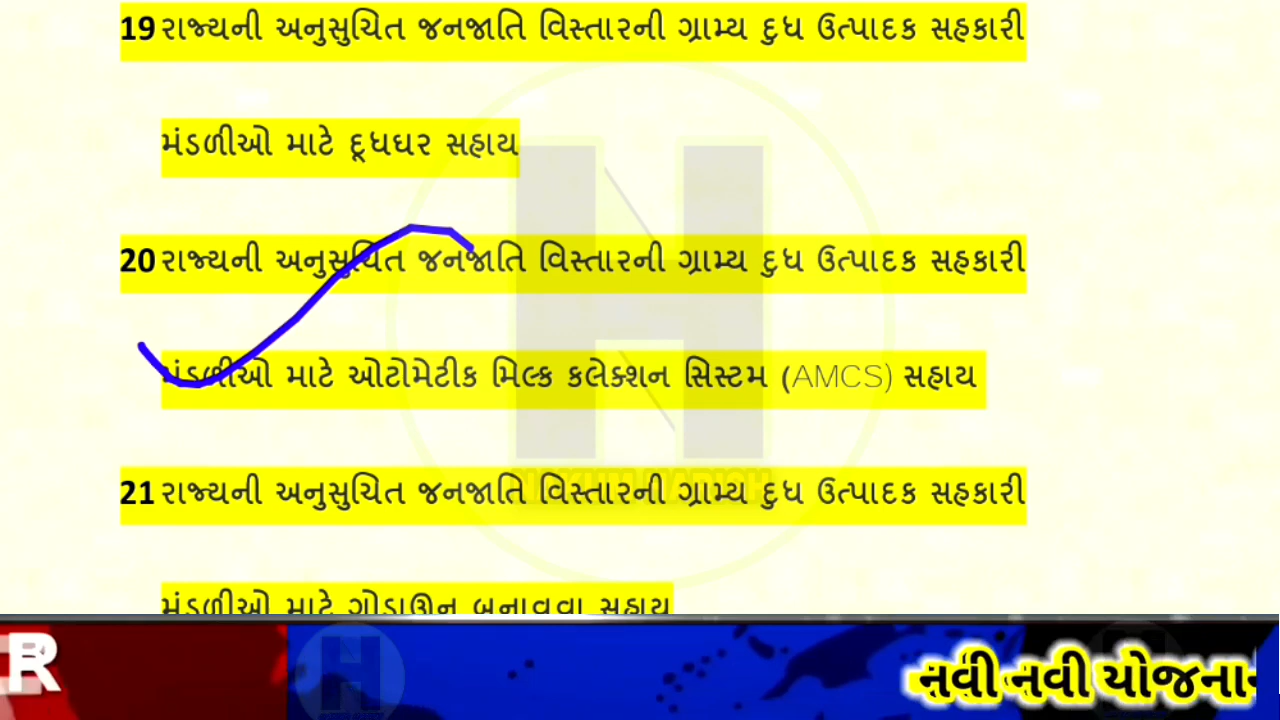 19 રાજ્યની અનુસુચિત જનજાતિ વિસ્તારની ગ્રામ્ય દુધ ઉત્પાદક સહકારી
મંડળીઓ માટે દૂધઘર સહાય
20 રાજ્યની અનુસુચિત જનજાતિ વિસ્તારની ગ્રામ્ય દુધ ઉત્પાદક સહકારી
મંડળીઓ માટે ઓટોમેટીક મિલ્ક કલેક્શન સિસ્ટમ (AMCS) સહાય
21 રાજ્યની અનુસુચિત જનજાતિ વિસ્તારની ગ્રામ્ય દુધ ઉત્પાદક સહકારી
મંડળીઓ માટે ગોડાઊન બનાવવા સહાય
R
નવી નવી યોજના